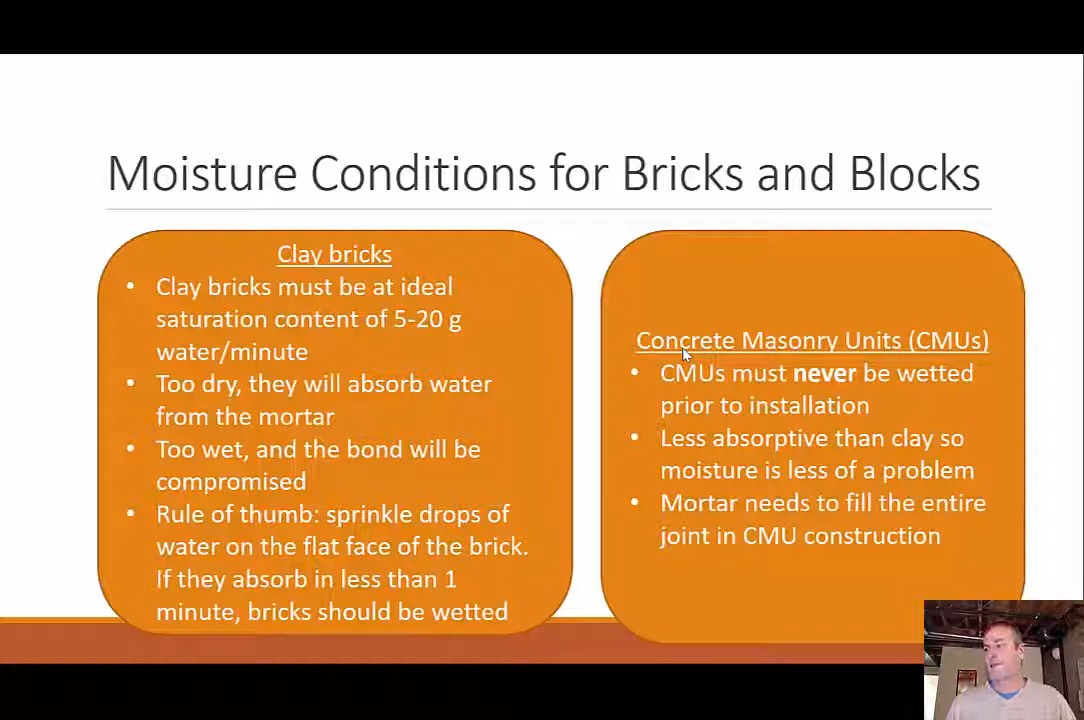 Moisture Conditions for Bricks and Blocks
Clay bricks
• Clay bricks must be at ideal
saturation content of 5-20 g
water/minute
• Too dry, they will absorb water
from the mortar
• Too wet, and the bond will be
compromised
• Rule of thumb: sprinkle drops of
water on the flat face of the brick.
If they absorb in less than 1
minute, bricks should be wetted
Concrete Masonry Units (CMUs)
• CMUs must never be wetted
prior to installation
• Less absorptive than clay so
moisture is less of a problem
• Mortar needs to fill the entire
joint in CMU construction